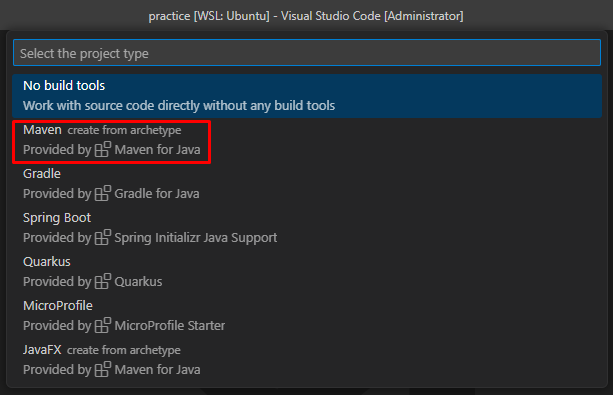 practice [WSL: Ubuntu] - Visual Studio Code [Administrator]
Select the project type
No build tools
Work with source code directly without any build tools
Maven create from archetype
Provided by Maven for Java
Gradle
Provided by Gradle for Java
Spring Boot
Provided by Spring Initializr Java Support
Quarkus
Provided by Quarkus
MicroProfile
Provided by MicroProfile Starter
JavaFX create from archetype
Provided by Maven for Java